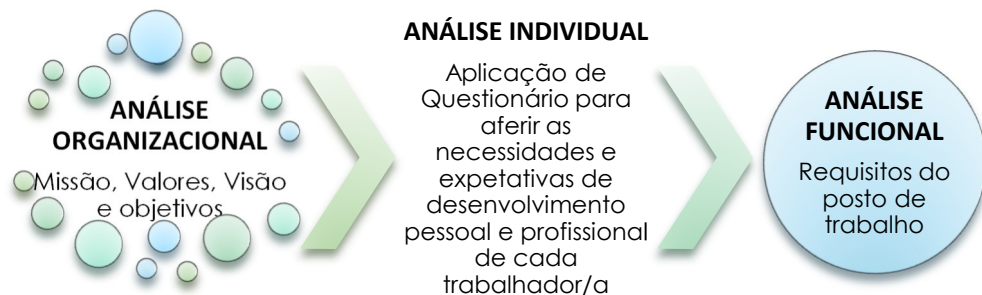 ANÁLISE
ORGANIZACIONAL
Missão, Valores, Visão
e objetivos
ANÁLISE INDIVIDUAL
Aplicação de
Questionário para
aferir as
necessidades e
expetativas de
desenvolvimento
pessoal e profissional
de cada
trabalhador/a
ANÁLISE
FUNCIONAL
Requisitos do
posto de
trabalho